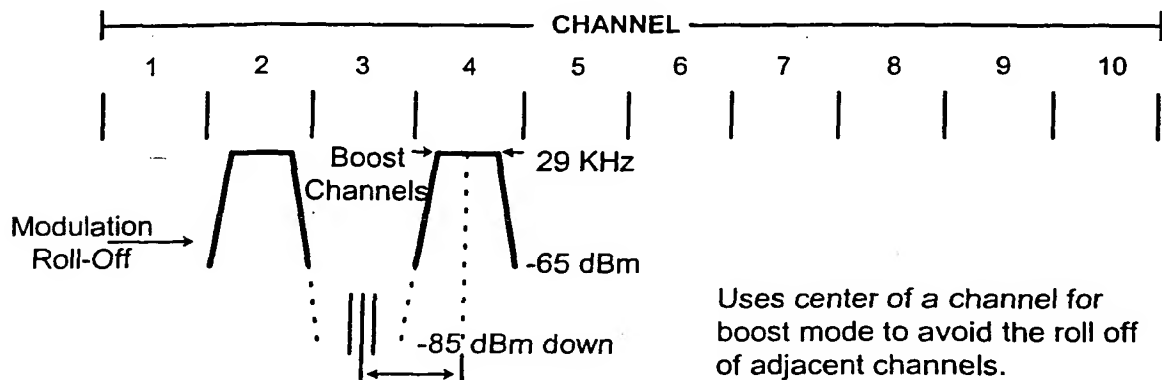 CHANNEL
1 2 3 4 5 6 7 8 9 10
Boost
Channels
29 KHz
Modulation
Roll-Off
-65 dBm
-85 dBm down
Uses center of a channel for
boost mode to avoid the roll off
of adjacent channels.